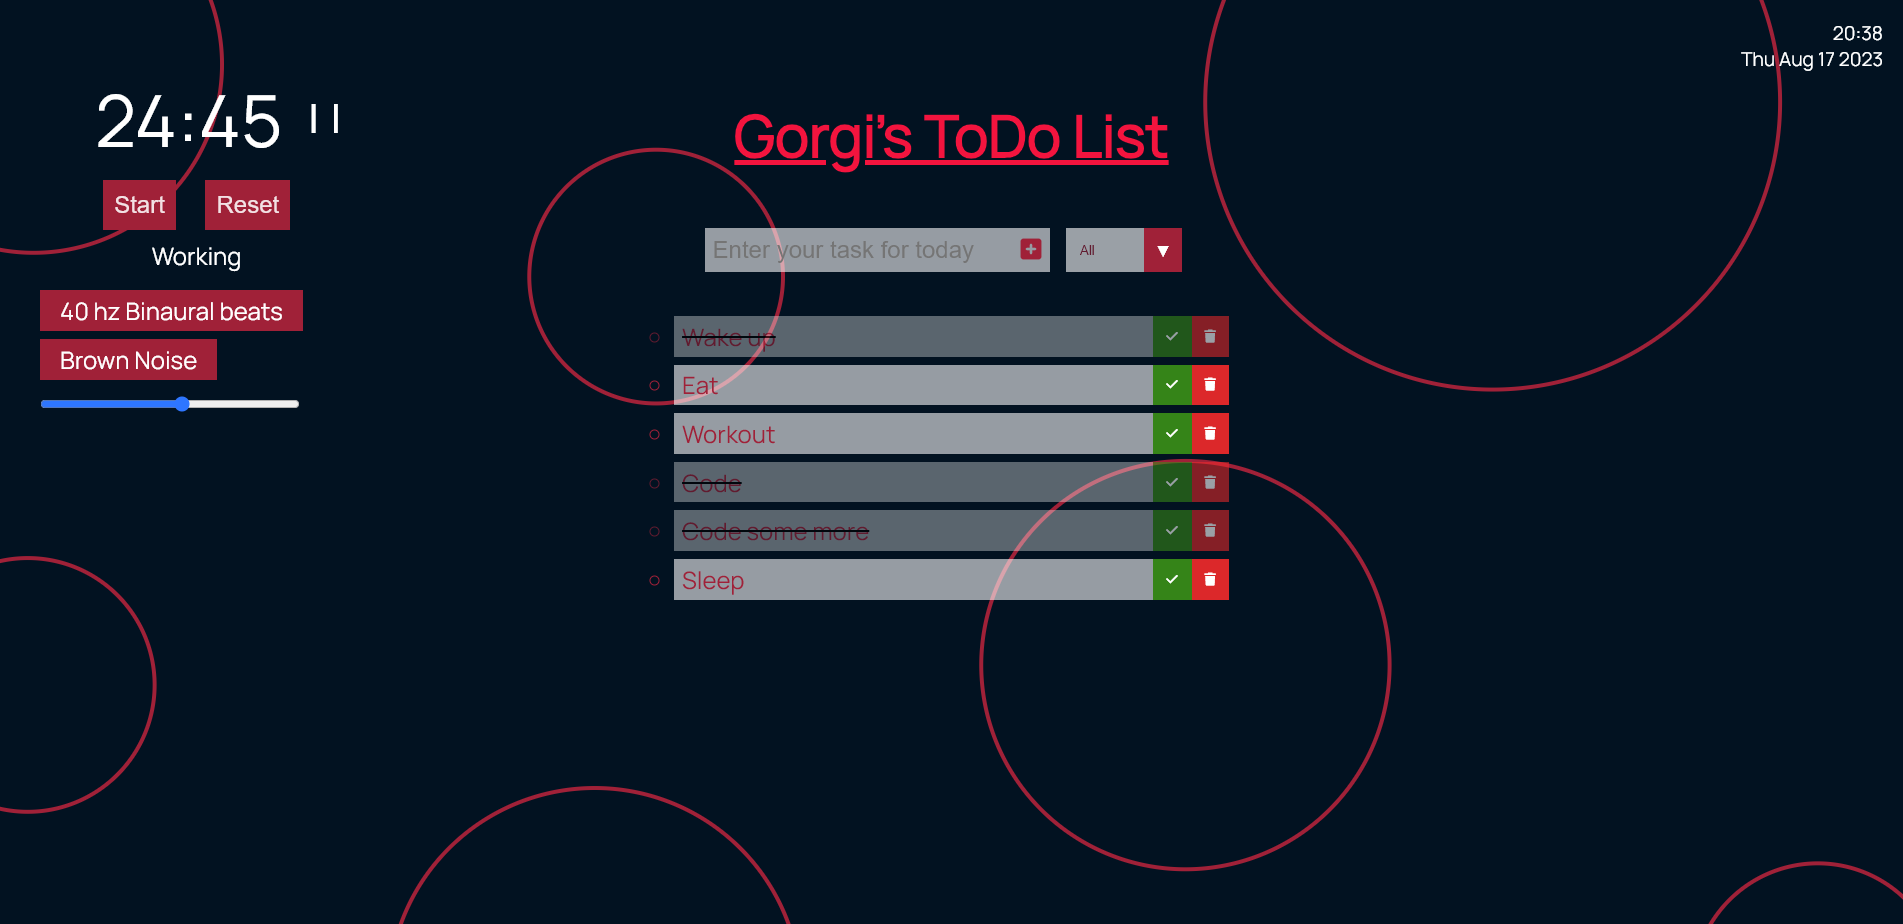 20:38
Thu Aug 17 2023
24:45
Start
Reset
Working
40 hz Binaural beats
Brown Noise
Gorgi's ToDo List
Enter your task for today
All
Wake up
Eat
Workout
Code
Code some more
Sleep